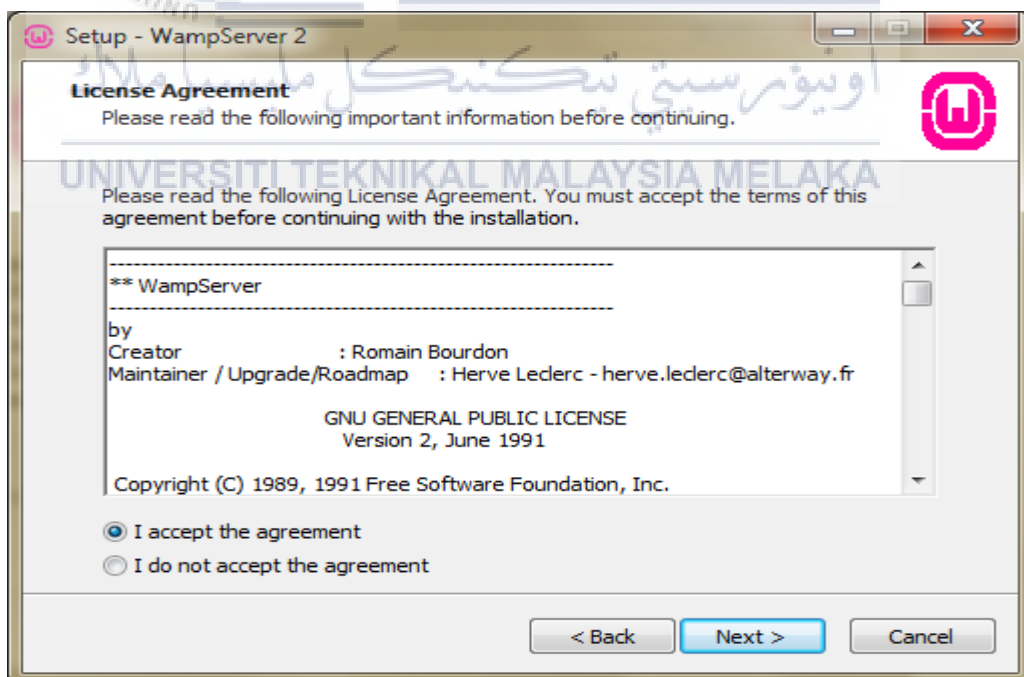 Setup - WampServer 2
License Agreement
Please read the following important information before continuing.
اونيۏرسيتي تيكنيكل مليسيا ملاك
UNIVERSITI TEKNIKAL MALAYSIA MELAKA
Please read the following License Agreement. You must accept the terms of this
agreement before continuing with the installation.
----------------------------------------------------------------
** WampServer
----------------------------------------------------------------
by
Creator : Romain Bourdon
Maintainer / Upgrade/Roadmap : Herve Leclerc - herve.leclerc@alterway.fr
GNU GENERAL PUBLIC LICENSE
Version 2, June 1991
Copyright (C) 1989, 1991 Free Software Foundation, Inc.
I accept the agreement
I do not accept the agreement
< Back
Next >
Cancel